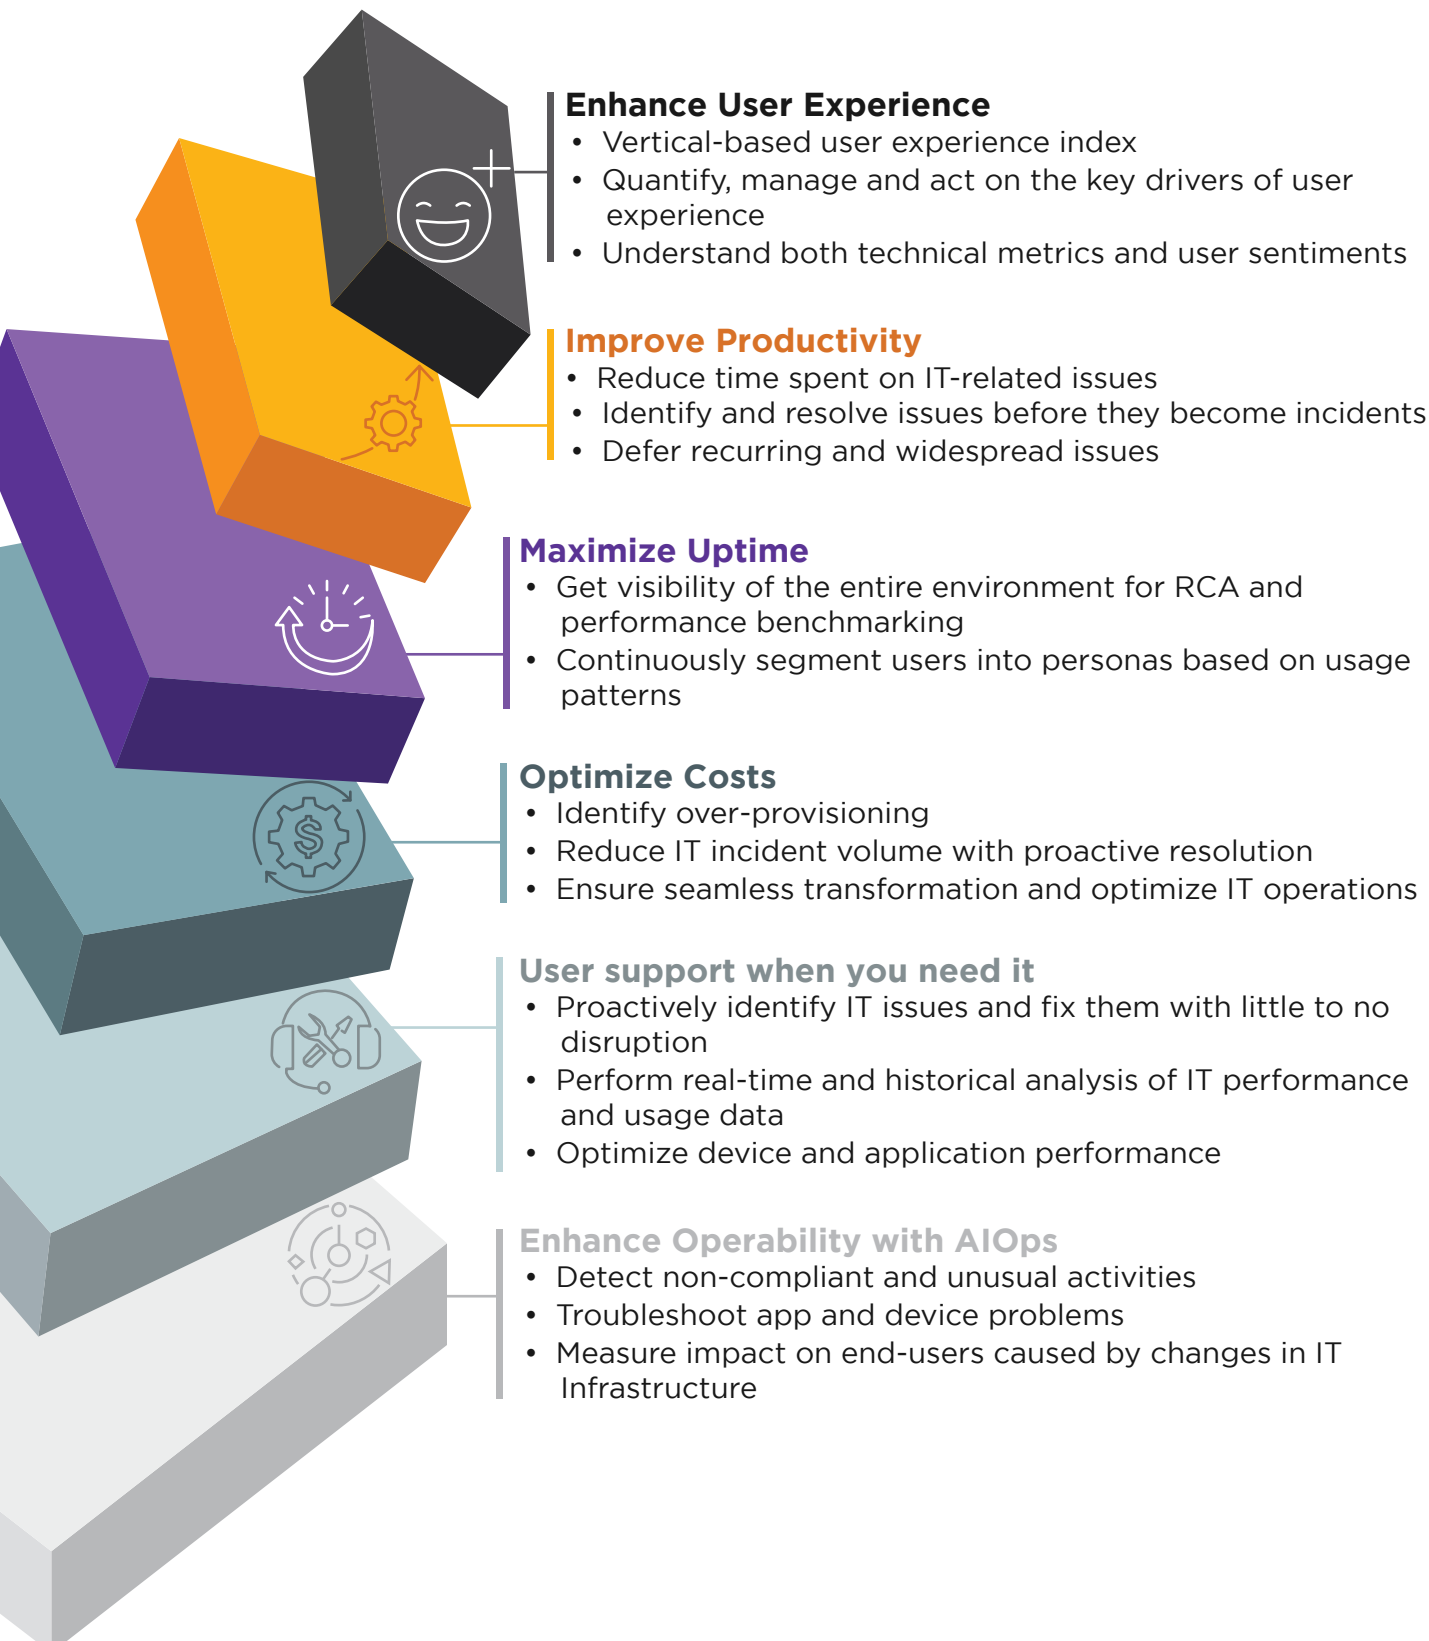 Enhance User Experience
• Vertical-based user experience index
• Quantify, manage and act on the key drivers of user
experience
• Understand both technical metrics and user sentiments
Improve Productivity
• Reduce time spent on IT-related issues
• Identify and resolve issues before they become incidents
• Defer recurring and widespread issues
Maximize Uptime
• Get visibility of the entire environment for RCA and
performance benchmarking
• Continuously segment users into personas based on usage
patterns
Optimize Costs
• Identify over-provisioning
• Reduce IT incident volume with proactive resolution
• Ensure seamless transformation and optimize IT operations
$
User support when you need it
• Proactively identify IT issues and fix them with little to no
disruption
• Perform real-time and historical analysis of IT performance
and usage data
• Optimize device and application performance
Enhance Operability with AIOps
• Detect non-compliant and unusual activities
• Troubleshoot app and device problems
• Measure impact on end-users caused by changes in IT
Infrastructure